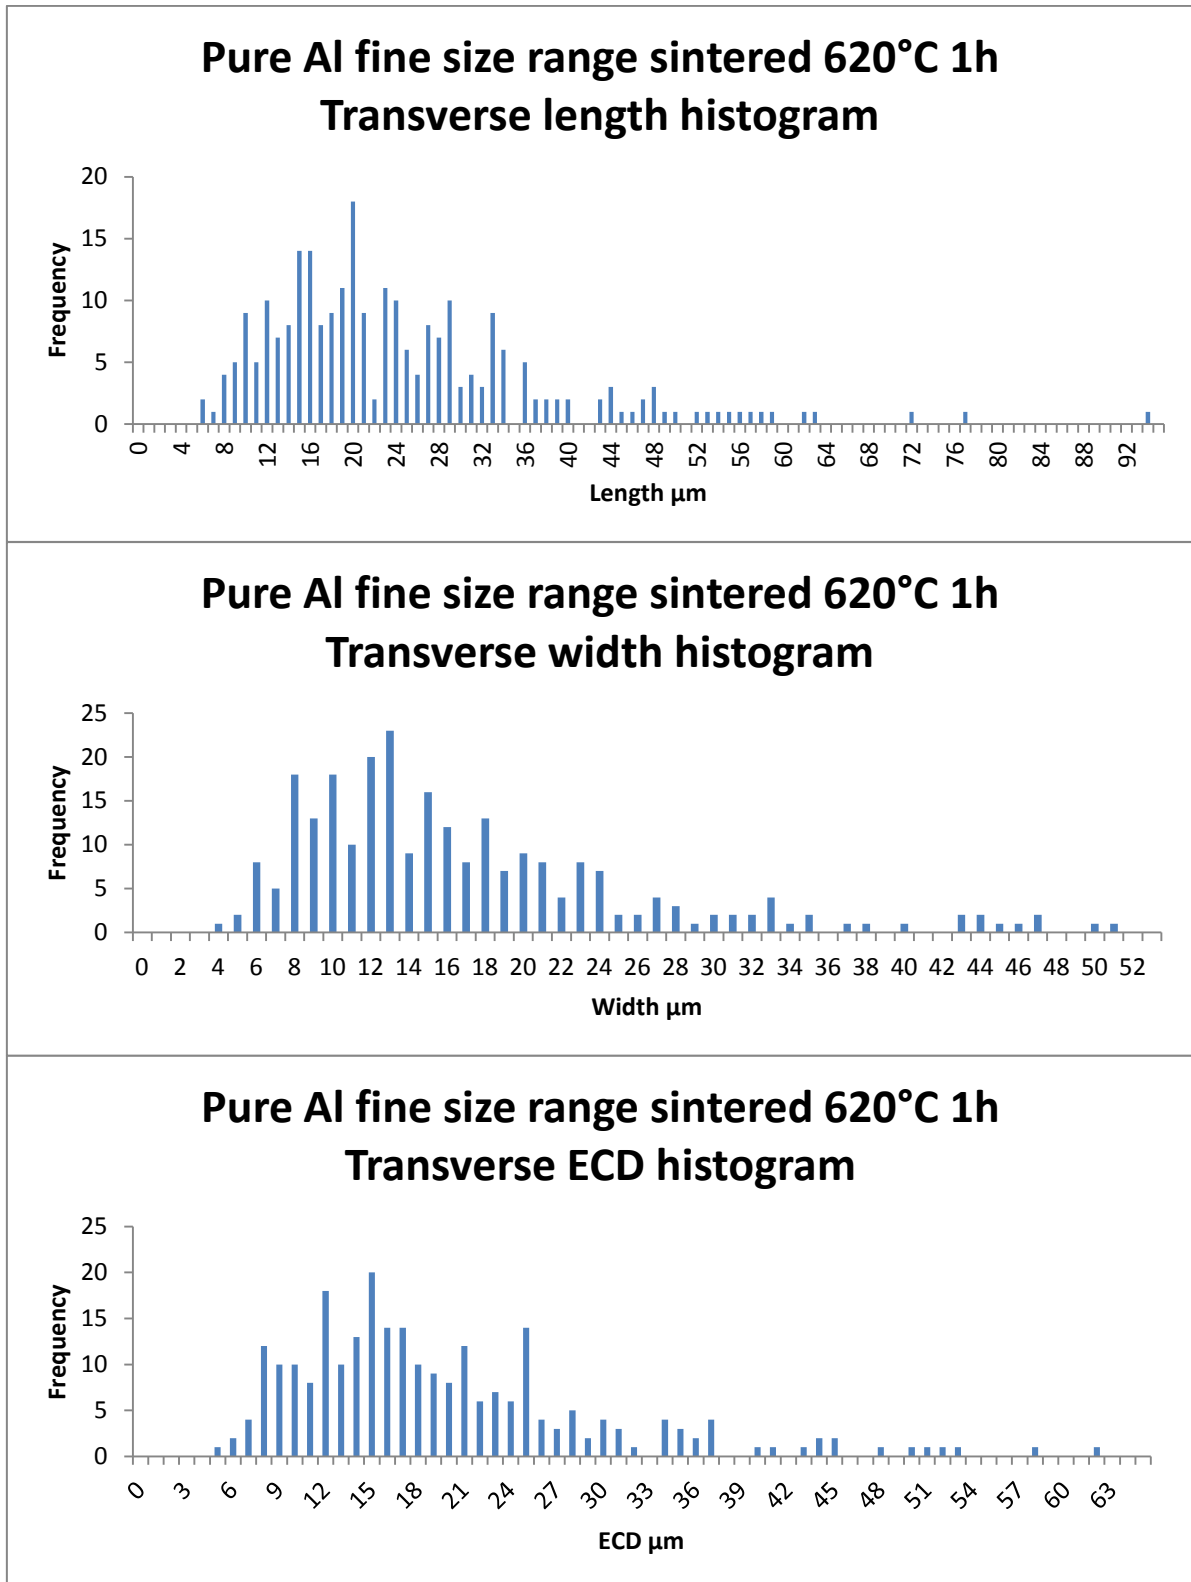 Pure Al fine size range sintered 620°C 1h
Transverse length histogram
20
15
10
5
0
Frequency
0 4 8 12 16 20 24 28 32 36 40 44 48 52 56 60 64 68 72 76 80 84 88 92
Length µm
Pure Al fine size range sintered 620°C 1h
Transverse width histogram
25
20
15
10
5
0
Frequency
0 2 4 6 8 10 12 14 16 18 20 22 24 26 28 30 32 34 36 38 40 42 44 46 48 50 52
Width µm
Pure Al fine size range sintered 620°C 1h
Transverse ECD histogram
25
20
15
10
5
0
Frequency
0 3 6 9 12 15 18 21 24 27 30 33 36 39 42 45 48 51 54 57 60 63
ECD µm